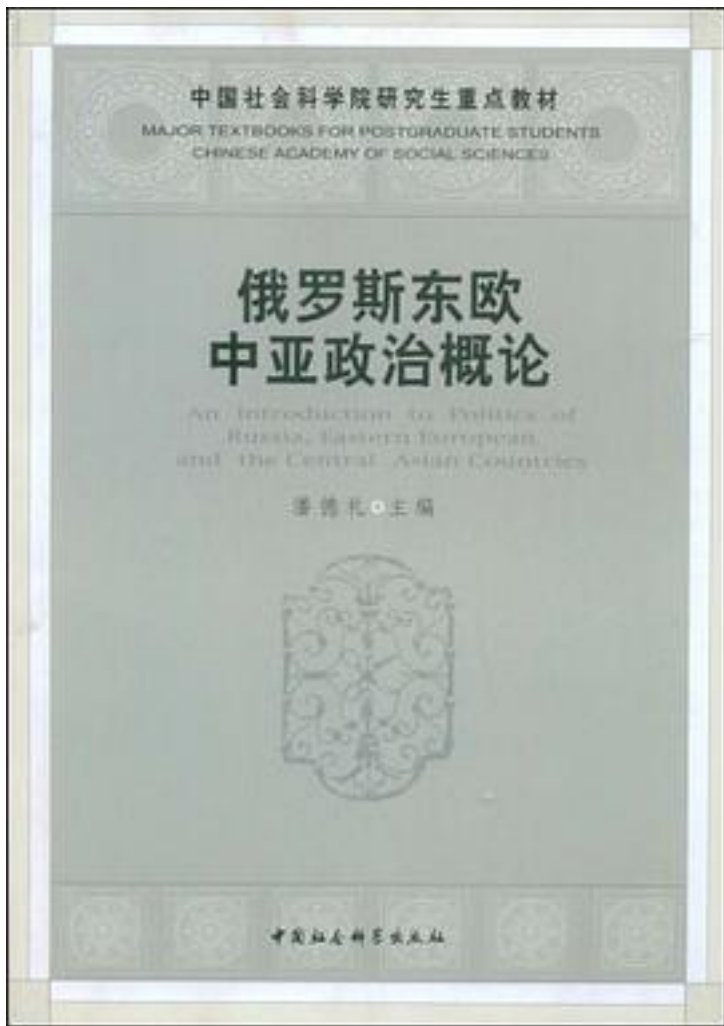 中国社会科学院研究生重点教材
MAJOR TEXTBOOKS FOR POSTGRADUATE STUDENTS
CHINESE ACADEMY OF SOCIAL SCIENCES
俄罗斯东欧
中亚政治概论
An Introduction to Politics of
Russia, Eastern European
and the Central Asian Countries
潘德礼 主编
中国社会科学出版社